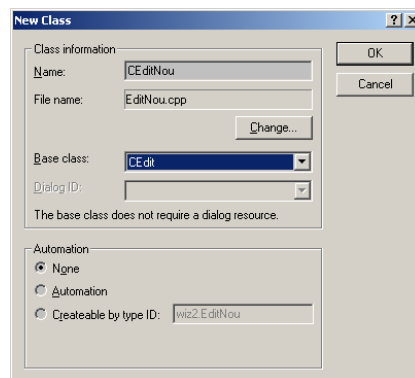 New Class
Class information
Name: CEditNou
File name: EditNou.cpp
Change...
Base class: CEdit
Dialog ID:
The base class does not require a dialog resource.
OK
Cancel
Automation
None
Automation
Createable by type ID: wiz2.EditNou